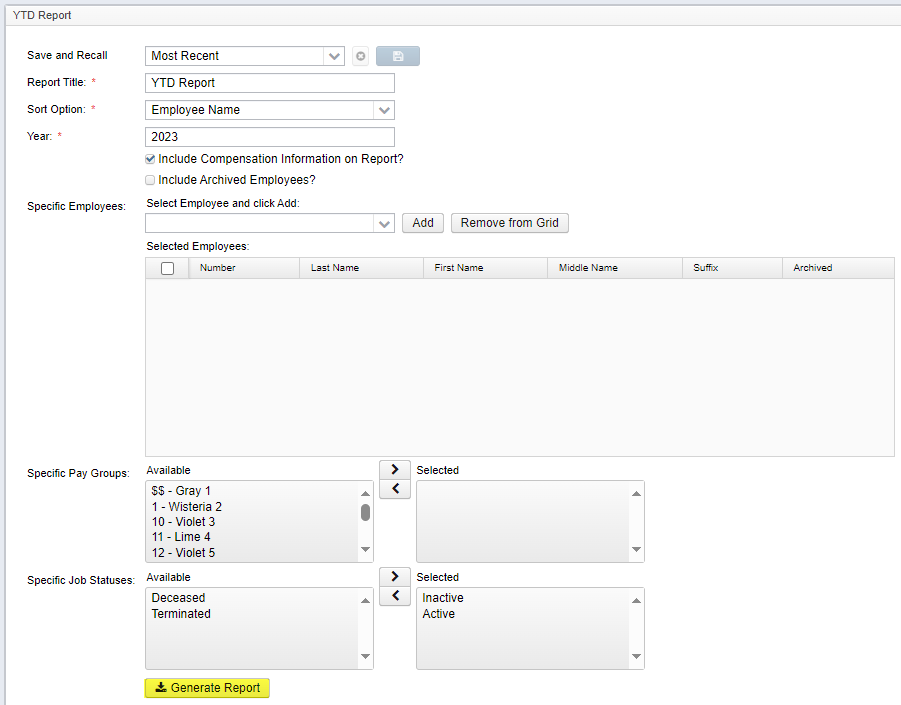 YTD Report
Save and Recall Most Recent
Report Title: * YTD Report
Sort Option: * Employee Name
Year: * 2023
Include Compensation Information on Report?
Include Archived Employees?
Specific Employees: Select Employee and click Add:
Add Remove from Grid
Selected Employees:
Number Last Name First Name Middle Name Suffix Archived
Specific Pay Groups: Available > Selected
<
$$ - Gray 1
1 - Wisteria 2
10 - Violet 3
11 - Lime 4
12 - Violet 5
Specific Job Statuses: Available > Selected
<
Deceased Inactive
Terminated Active
Generate Report